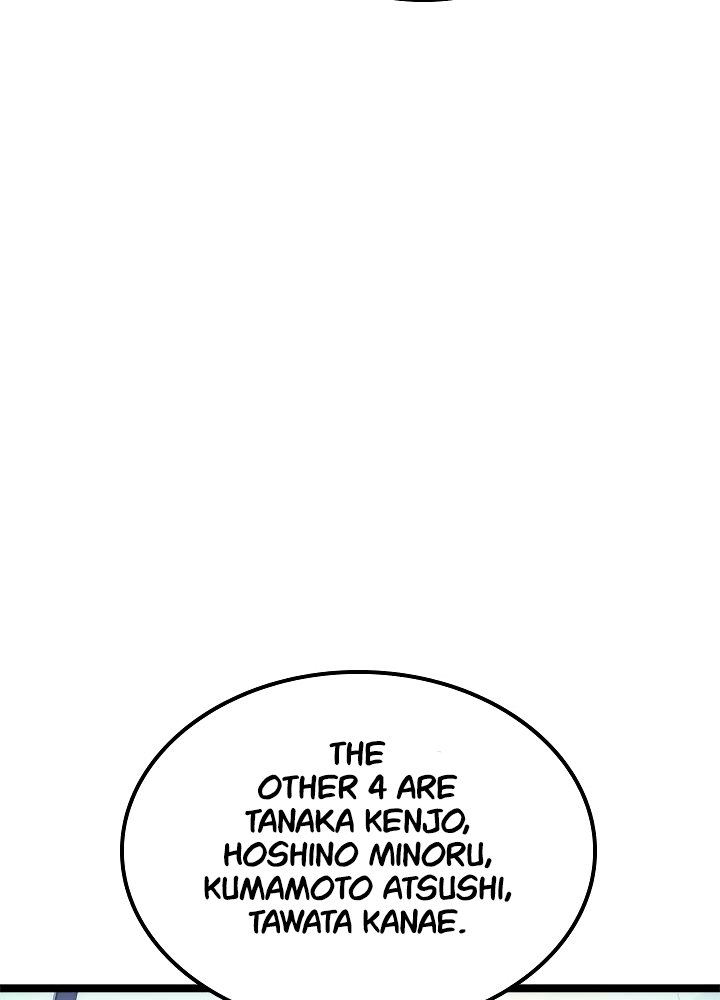 THE
OTHER 4 ARE
TANAKA KENJO,
HOSHINO MINORU,
KUMAMOTO ATSUSHI,
TAWATA KANAE.